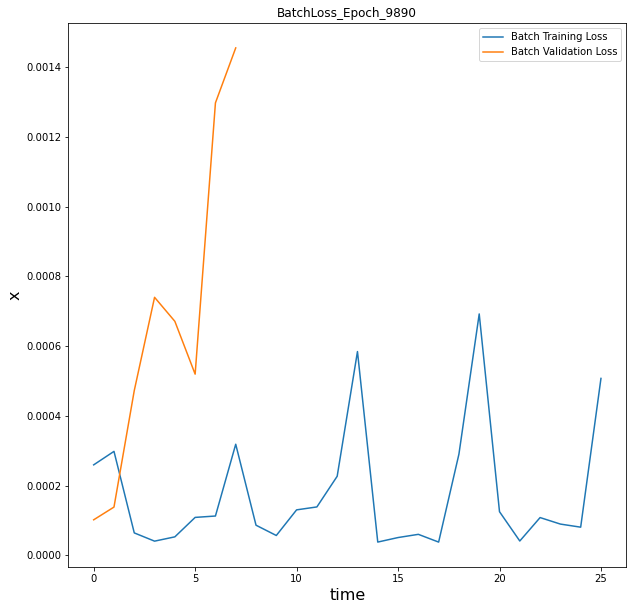 BatchLoss_Epoch_9890
Batch Training Loss
Batch Validation Loss
0.0014
0.0012
0.0010
0.0008
0.0006
0.0004
0.0002
0.0000
x
0 5 10 15 20 25
time